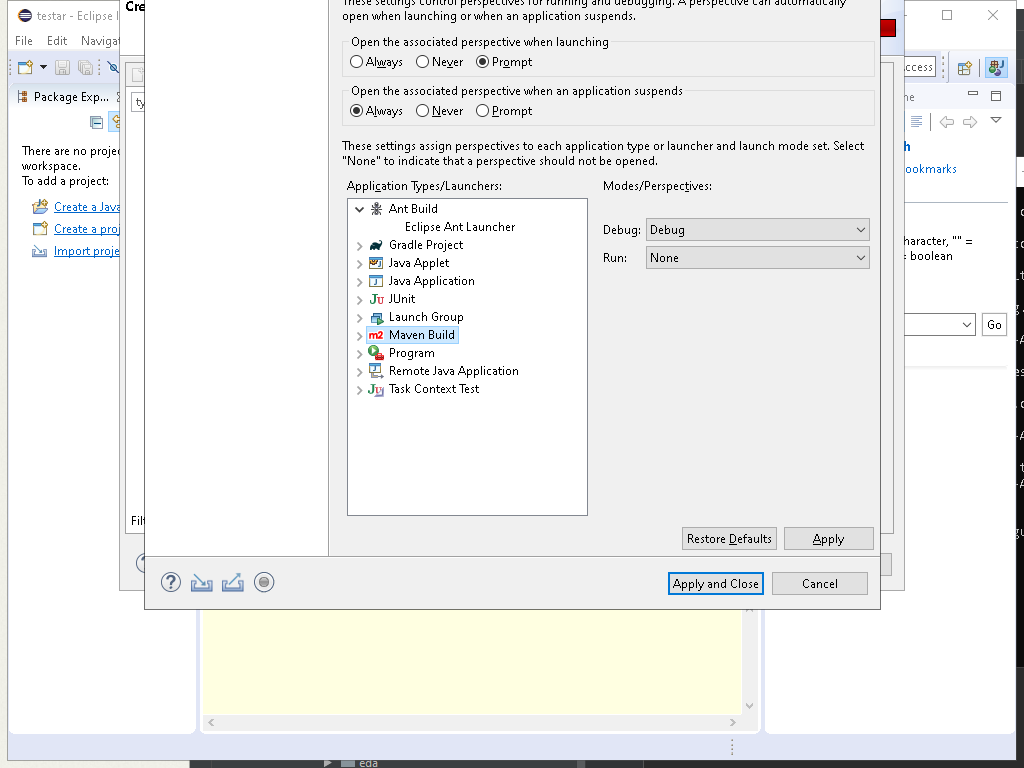 testar - Eclipse I
Cre
File Edit Navigat
These settings control perspectives for running and debugging. A perspective can automatically
open when launching or when an application suspends.
Open the associated perspective when launching
Always Never Prompt
Open the associated perspective when an application suspends
Always Never Prompt
These settings assign perspectives to each application type or launcher and launch mode set. Select
"None" to indicate that a perspective should not be opened.
Application Types/Launchers:
Modes/Perspectives:
Ant Build
Eclipse Ant Launcher
Gradle Project
Java Applet
Java Application
JUnit
Launch Group
Maven Build
Program
Remote Java Application
Task Context Test
Debug: Debug
Run: None
Restore Defaults Apply
Apply and Close Cancel
Package Exp...
ty
There are no proje
workspace.
To add a project:
Create a Java
Create a proj
Import proje
Filt
ccess
ne
h
ookmarks
haracter, "" =
= boolean
Go
eda